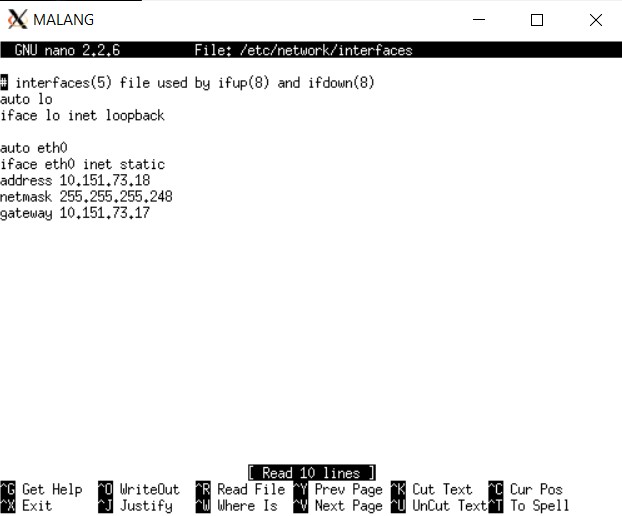 MALANG
GNU nano 2.2.6 File: /etc/network/interfaces
# interfaces(5) file used by ifup(8) and ifdown(8)
auto lo
iface lo inet loopback
auto eth0
iface eth0 inet static
address 10.151.73.18
netmask 255.255.255.248
gateway 10.151.73.17
[ Read 10 lines ]
^G Get Help ^O WriteOut ^R Read File ^Y Prev Page ^K Cut Text ^C Cur Pos
^X Exit ^J Justify ^W Where Is ^V Next Page ^U UnCut Text ^T To Spell